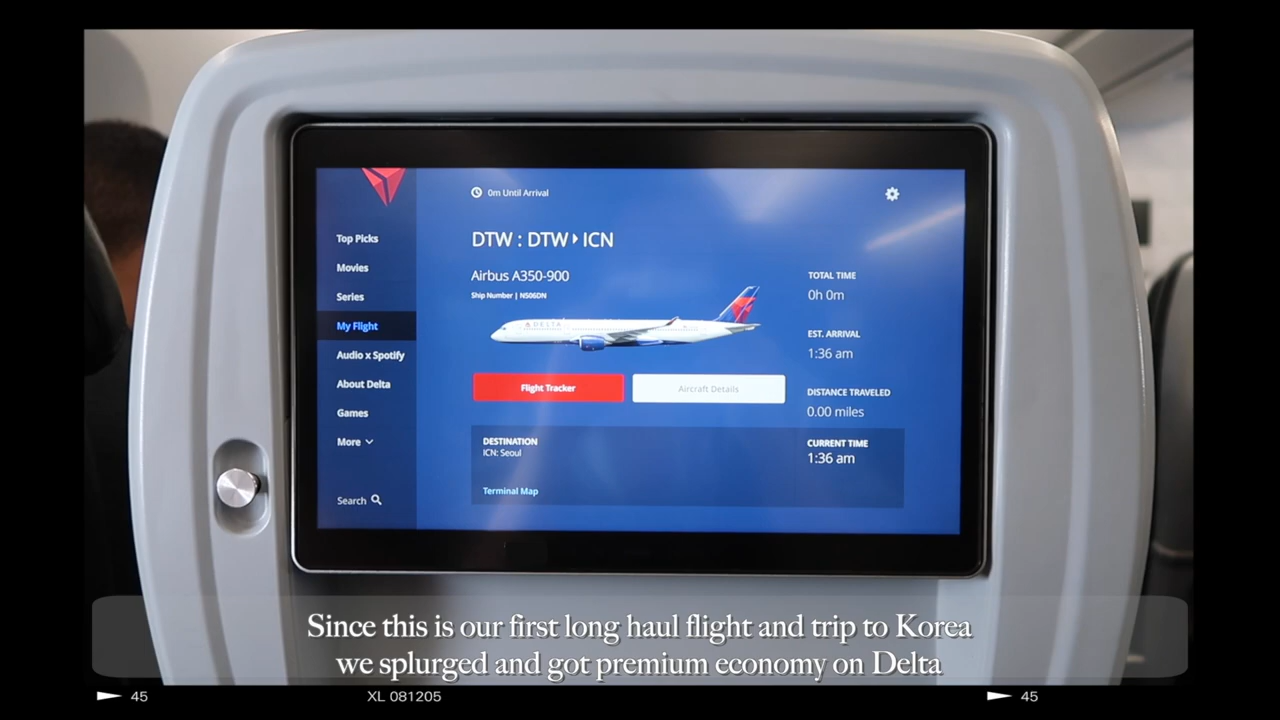 0m Until Arrival
DTW : DTW ▸ ICN
Top Picks
Movies
Series
My Flight
Audio x Spotify
About Delta
Games
More
Search
Airbus A350-900
Ship Number | N506DN
DELTA
Flight Tracker
Aircraft Details
TOTAL TIME
0h 0m
EST. ARRIVAL
1:36 am
DISTANCE TRAVELED
0.00 miles
DESTINATION
ICN: Seoul
Terminal Map
CURRENT TIME
1:36 am
Since this is our first long haul flight and trip to Korea
we splurged and got premium economy on Delta
45
XL 081205
45